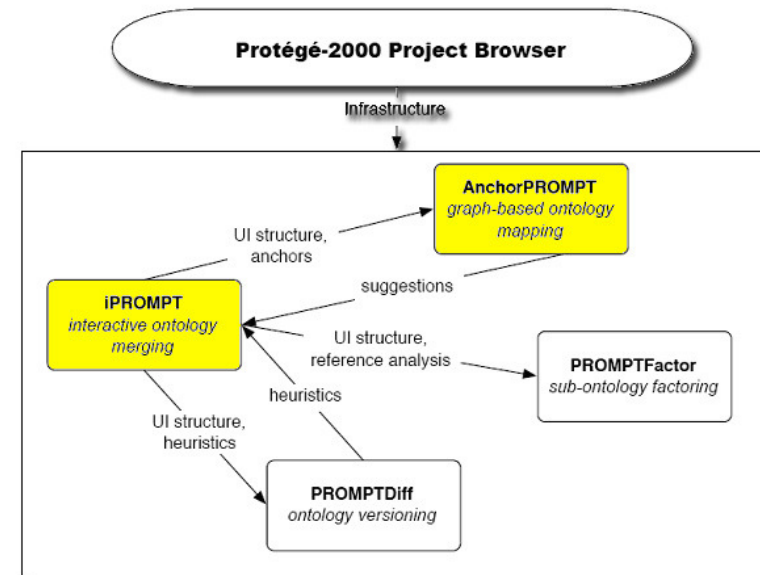 Protégé-2000 Project Browser
Infrastructure
AnchorPROMPT
graph-based ontology
mapping
UI structure,
anchors
suggestions
iPROMPT
interactive ontology
merging
UI structure,
reference analysis
PROMPTFactor
sub-ontology factoring
heuristics
UI structure,
heuristics
PROMPTDiff
ontology versioning